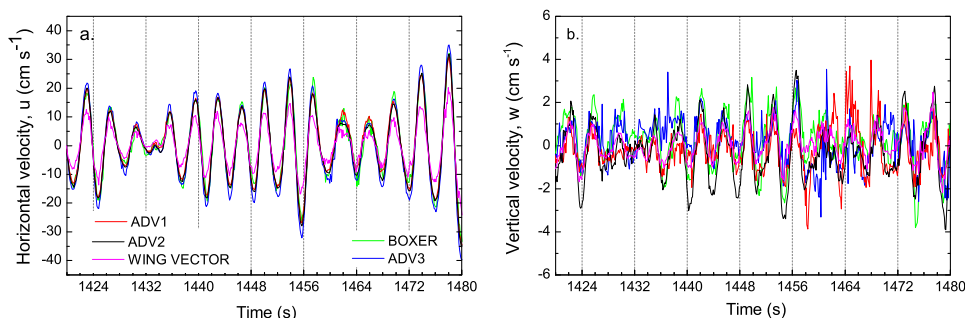 a.
Horizontal velocity, u (cm s⁻¹)
40
30
20
10
0
-10
-20
-30
-40
ADV1
ADV2
WING VECTOR
BOXER
ADV3
1424 1432 1440 1448 1456 1464 1472 1480
Time (s)
b.
Vertical velocity, w (cm s⁻¹)
6
4
2
0
-2
-4
-6
1424 1432 1440 1448 1456 1464 1472 1480
Time (s)